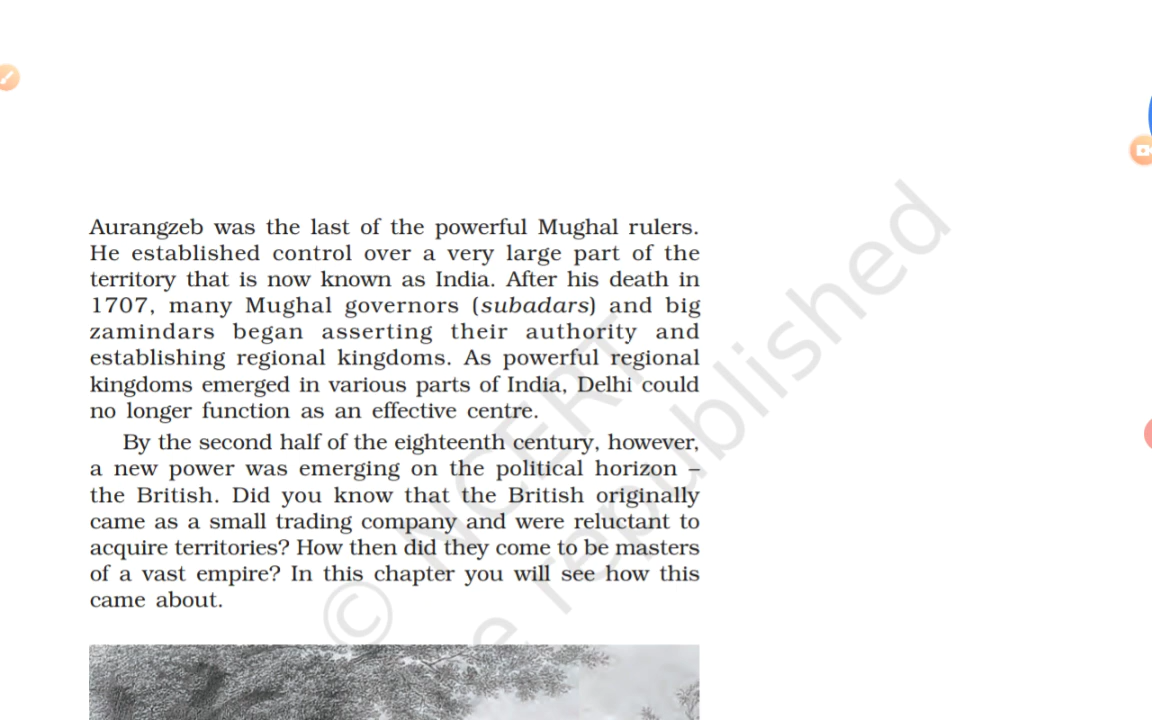 Aurangzeb was the last of the powerful Mughal rulers.
He established control over a very large part of the
territory that is now known as India. After his death in
1707, many Mughal governors (subadars) and big
zamindars began asserting their authority and
establishing regional kingdoms. As powerful regional
kingdoms emerged in various parts of India, Delhi could
no longer function as an effective centre.
By the second half of the eighteenth century, however,
a new power was emerging on the political horizon –
the British. Did you know that the British originally
came as a small trading company and were reluctant to
acquire territories? How then did they come to be masters
of a vast empire? In this chapter you will see how this
came about.
© NCERT
e republished